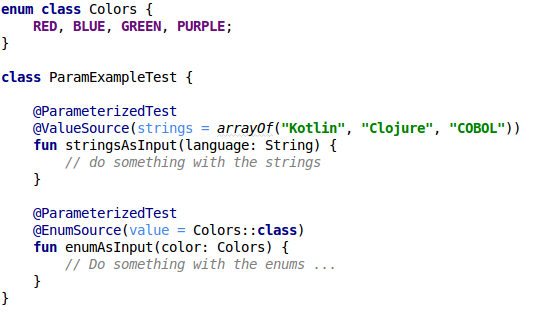 enum class Colors {
    RED, BLUE, GREEN, PURPLE;
}
class ParamExampleTest {
    @ParameterizedTest
    @ValueSource(strings = arrayOf("Kotlin", "Clojure", "COBOL"))
    fun stringsAsInput(language: String) {
        // do something with the strings
    }
    @ParameterizedTest
    @EnumSource(value = Colors::class)
    fun enumAsInput(color: Colors) {
        // Do something with the enums ...
    }
}